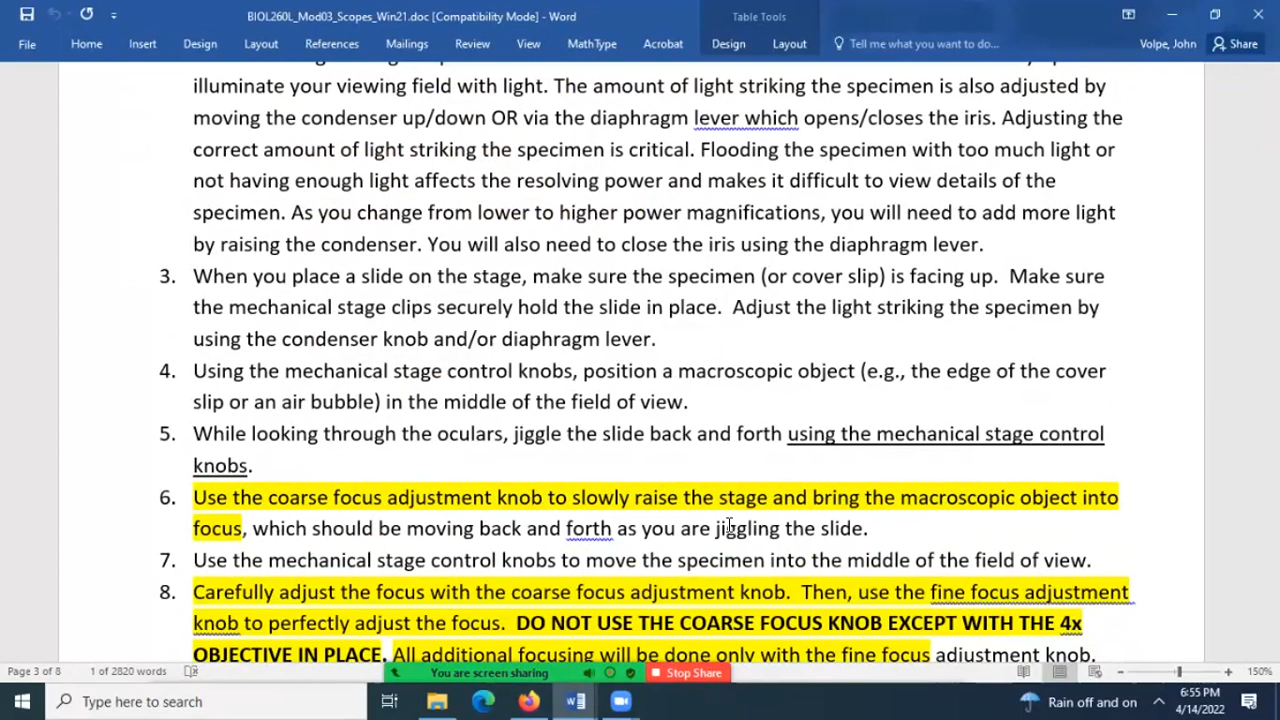 BIOL260L_Mod03_Scopes_Win21.doc [Compatibility Mode] - Word
Table Tools
File Home Insert Design Layout References Mailings Review View MathType Acrobat Design Layout Tell me what you want to do... Volpe, John Share
illuminate your viewing field with light. The amount of light striking the specimen is also adjusted by
moving the condenser up/down OR via the diaphragm lever which opens/closes the iris. Adjusting the
correct amount of light striking the specimen is critical. Flooding the specimen with too much light or
not having enough light affects the resolving power and makes it difficult to view details of the
specimen. As you change from lower to higher power magnifications, you will need to add more light
by raising the condenser. You will also need to close the iris using the diaphragm lever.
3. When you place a slide on the stage, make sure the specimen (or cover slip) is facing up. Make sure
the mechanical stage clips securely hold the slide in place. Adjust the light striking the specimen by
using the condenser knob and/or diaphragm lever.
4. Using the mechanical stage control knobs, position a macroscopic object (e.g., the edge of the cover
slip or an air bubble) in the middle of the field of view.
5. While looking through the oculars, jiggle the slide back and forth using the mechanical stage control
knobs.
6. Use the coarse focus adjustment knob to slowly raise the stage and bring the macroscopic object into
focus, which should be moving back and forth as you are jiggling the slide.
7. Use the mechanical stage control knobs to move the specimen into the middle of the field of view.
8. Carefully adjust the focus with the coarse focus adjustment knob. Then, use the fine focus adjustment
knob to perfectly adjust the focus. DO NOT USE THE COARSE FOCUS KNOB EXCEPT WITH THE 4x
OBJECTIVE IN PLACE. All additional focusing will be done only with the fine focus adjustment knob.
Page 3 of 8 1 of 2820 words You are screen sharing Stop Share 150%
Type here to search Rain off and on 6:55 PM
4/14/2022